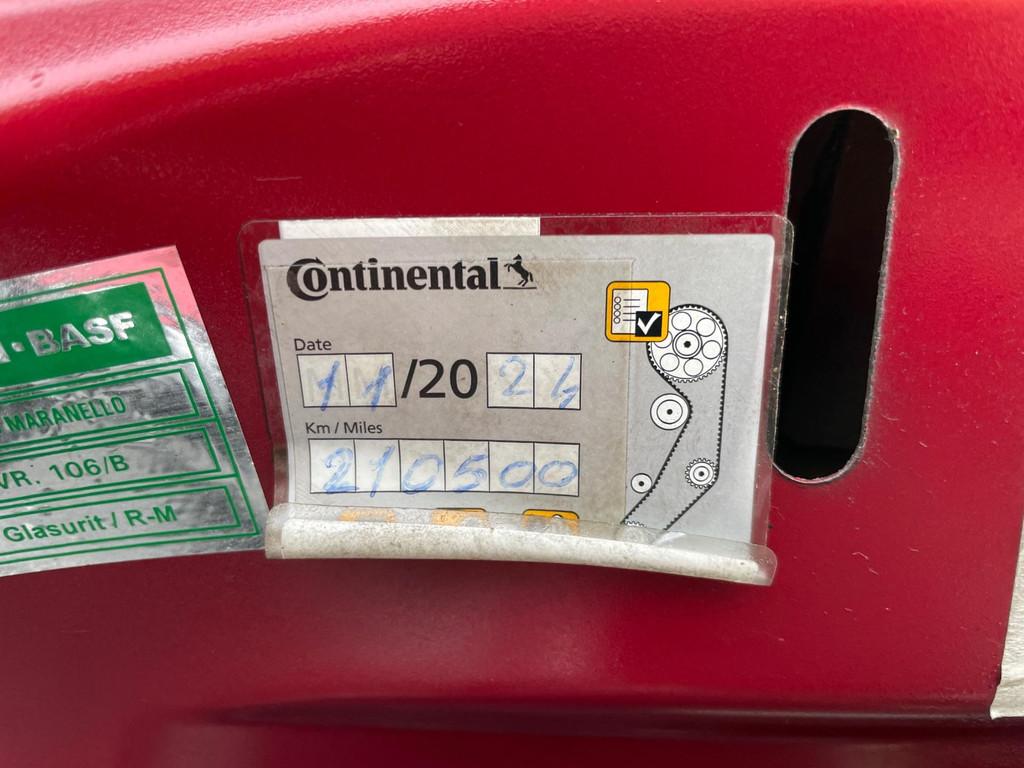 ·BASF
MARANELLO
VR. 106/B
Glasurit / R-M
Continental
Date
11/2024
Km / Miles
210500